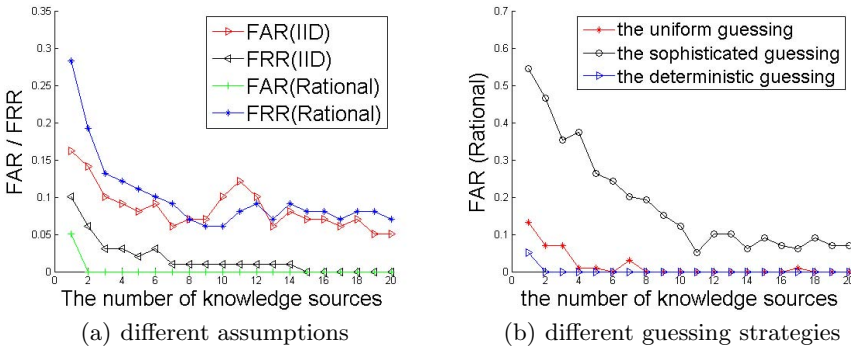 0.35
0.3
0.25
0.2
0.15
0.1
0.05
0
FAR / FRR
FAR(IID)
FRR(IID)
FAR(Rational)
FRR(Rational)
0 2 4 6 8 10 12 14 16 18 20
The number of knowledge sources
(a) different assumptions
0.7
0.6
0.5
0.4
0.3
0.2
0.1
0
FAR (Rational)
the uniform guessing
the sophisticated guessing
the deterministic guessing
0 2 4 6 8 10 12 14 16 18 20
the number of knowledge sources
(b) different guessing strategies